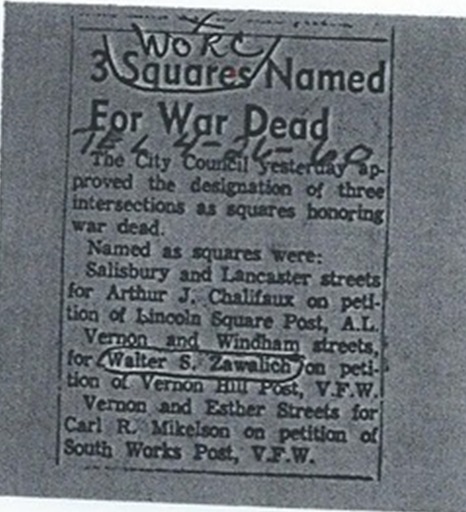 WORC
3 Squares Named
For War Dead
The City Council yesterday ap-
proved the designation of three
intersections as squares honoring
war dead.
Named as squares were:
Salisbury and Lancaster streets
for Arthur J. Chalifaux on peti-
tion of Lincoln Square Post, A.L.
Vernon and Windham streets,
for Walter S. Zawalich on peti-
tion of Vernon Hill Post, V.F.W.
Vernon and Esther Streets for
Carl R. Mikelson on petition of
South Works Post, V.F.W.